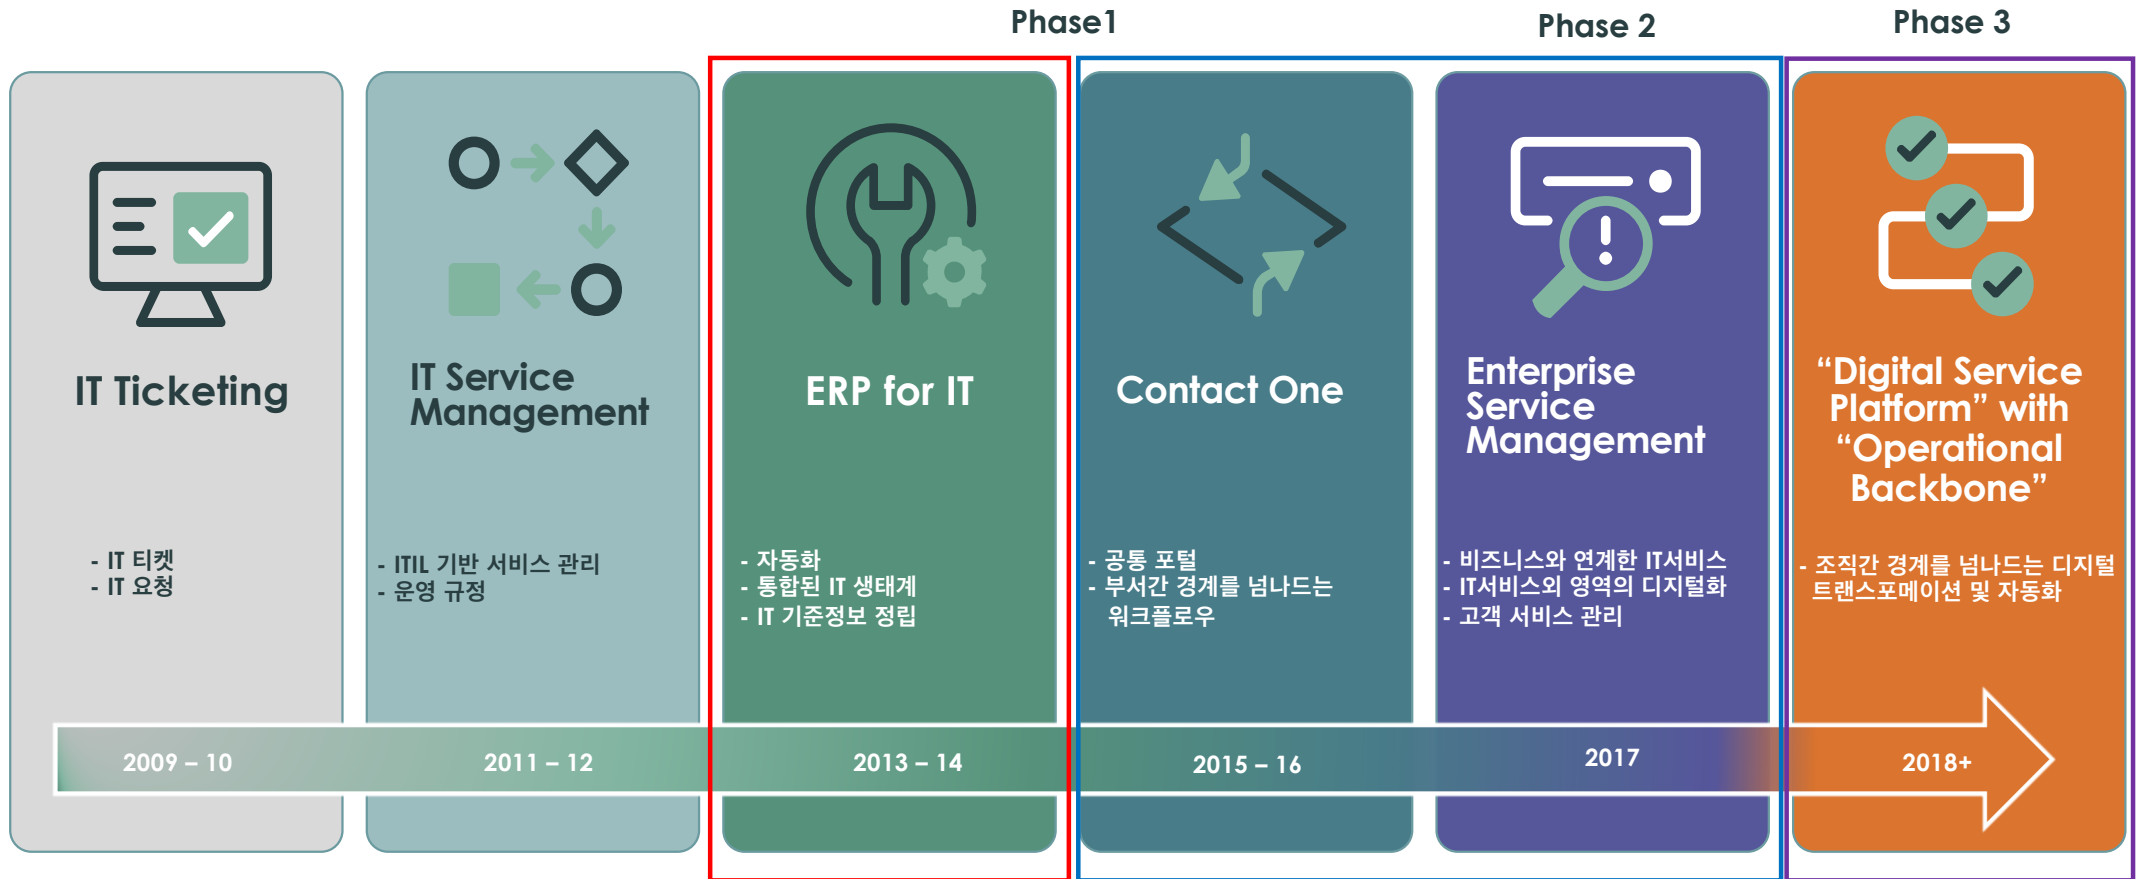 Phase1
Phase 2
Phase 3
IT Ticketing
- IT 티켓
- IT 요청
2009 – 10
IT Service
Management
- ITIL 기반 서비스 관리
- 운영 규정
2011 – 12
ERP for IT
- 자동화
- 통합된 IT 생태계
- IT 기준정보 정립
2013 – 14
Contact One
- 공통 포털
- 부서간 경계를 넘나드는
워크플로우
2015 – 16
Enterprise
Service
Management
- 비즈니스와 연계한 IT서비스
- IT서비스외 영역의 디지털화
- 고객 서비스 관리
2017
“Digital Service
Platform” with
“Operational
Backbone”
- 조직간 경계를 넘나드는 디지털
트랜스포메이션 및 자동화
2018+